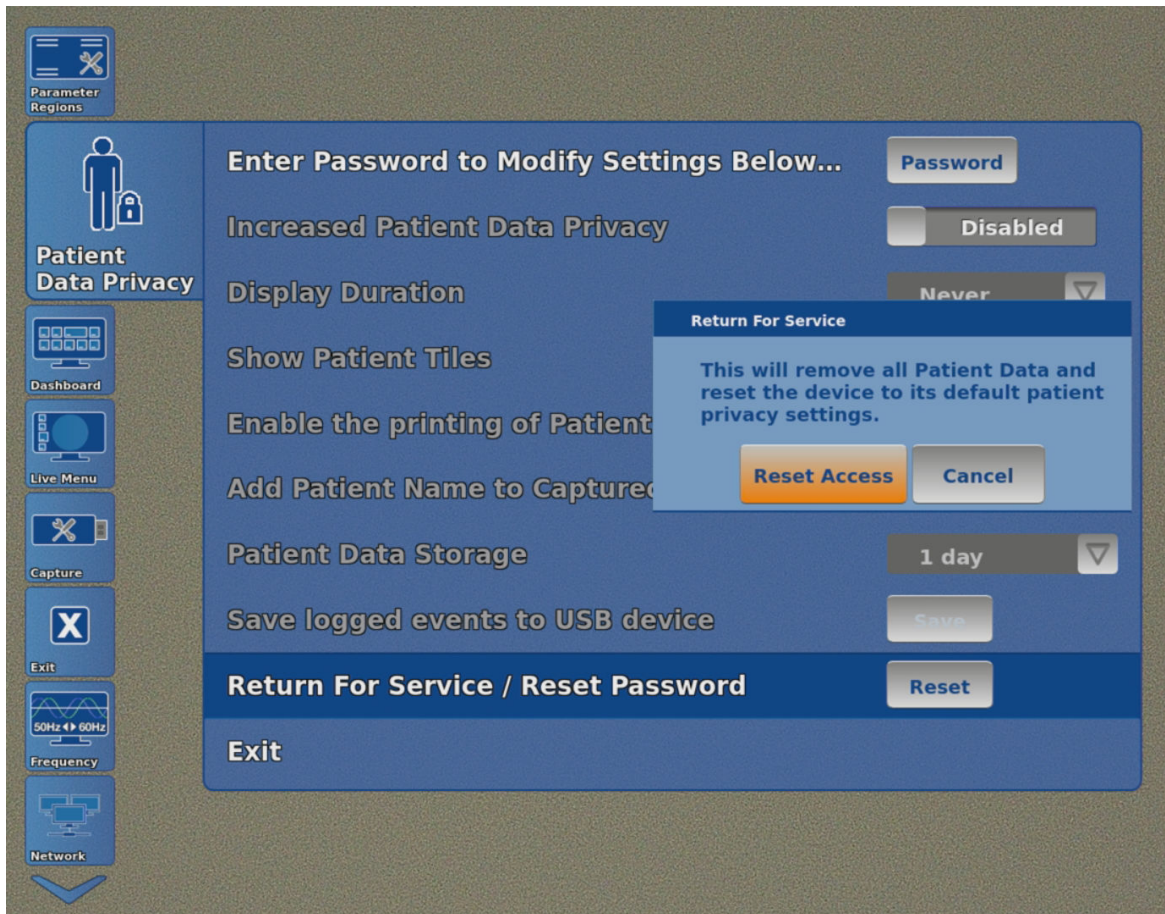 Parameter
Regions
Patient
Data Privacy
Dashboard
Live Menu
Capture
X
Exit
50Hz 60Hz
Frequency
Network
Enter Password to Modify Settings Below...
Password
Increased Patient Data Privacy
Disabled
Display Duration
Never
Show Patient Tiles
Enable the printing of Patient
Add Patient Name to Captured
Return For Service
This will remove all Patient Data and
reset the device to its default patient
privacy settings.
Reset Access
Cancel
Patient Data Storage
1 day
Save logged events to USB device
Save
Return For Service / Reset Password
Reset
Exit